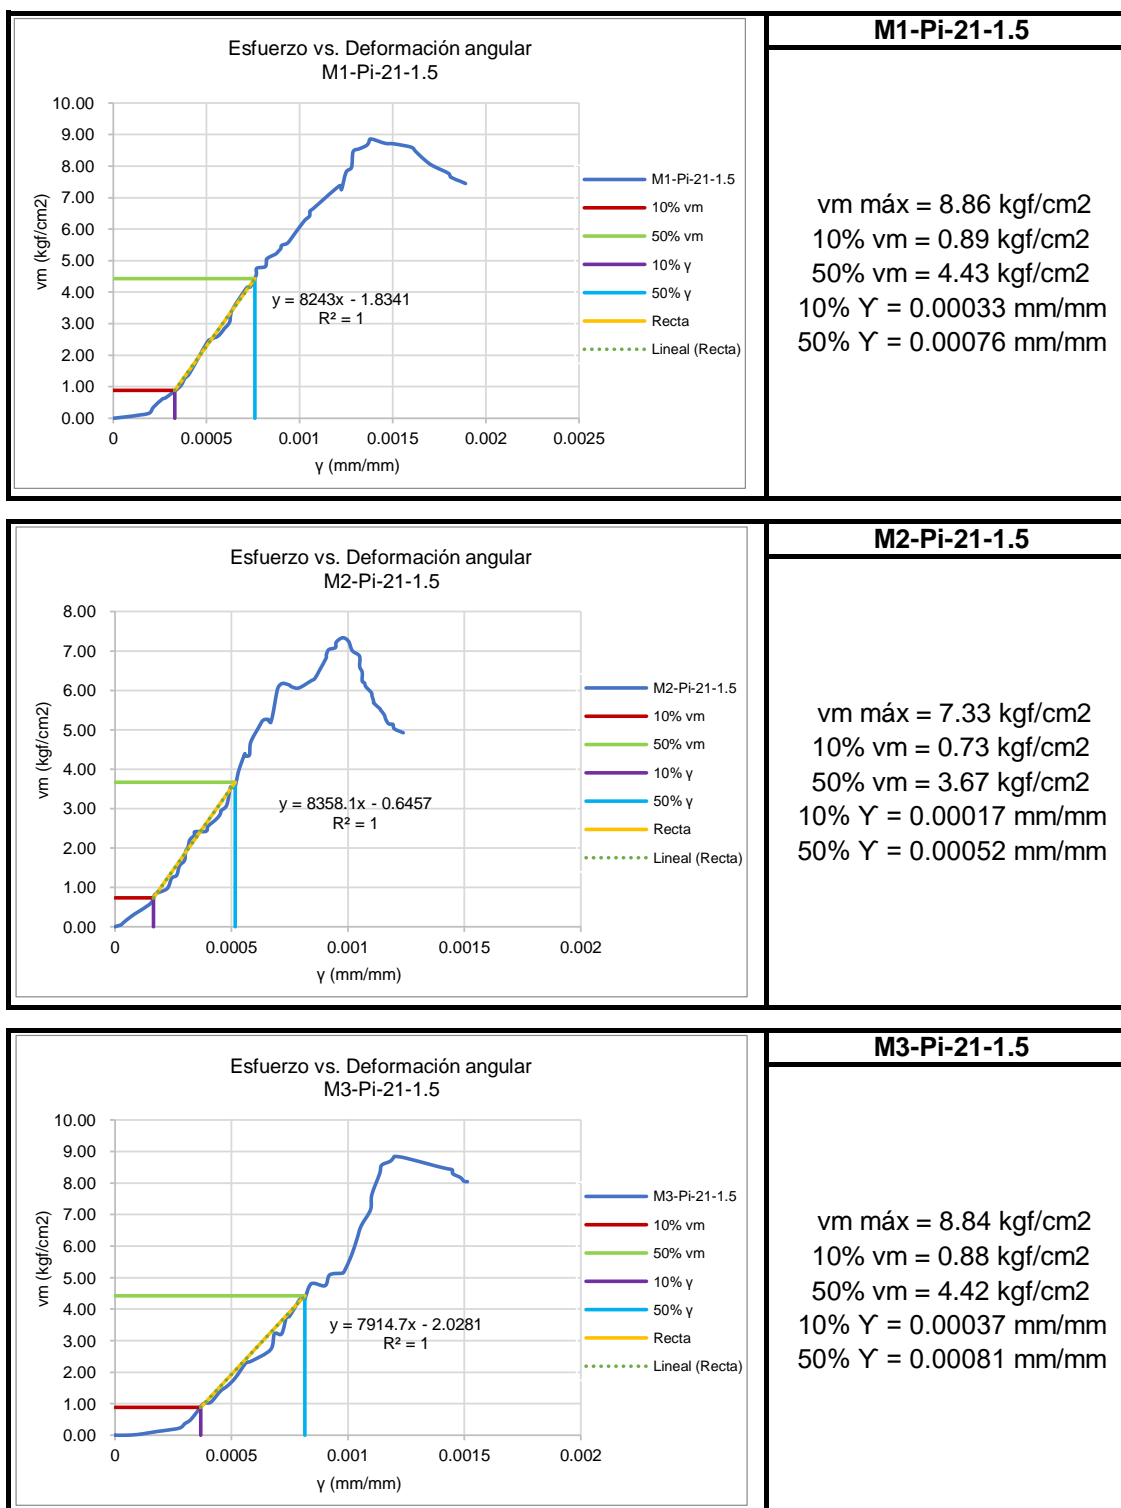 Esfuerzo vs. Deformación angular
M1-Pi-21-1.5
10.00
9.00
8.00
7.00
6.00
5.00
4.00
3.00
2.00
1.00
0.00
vm (kgf/cm2)
0 0.0005 0.001 0.0015 0.002 0.0025
γ (mm/mm)
y = 8243x - 1.8341
R² = 1
M1-Pi-21-1.5
10% vm
50% vm
10% γ
50% γ
Recta
Lineal (Recta)
M1-Pi-21-1.5
vm máx = 8.86 kgf/cm2
10% vm = 0.89 kgf/cm2
50% vm = 4.43 kgf/cm2
10% ϒ = 0.00033 mm/mm
50% ϒ = 0.00076 mm/mm
Esfuerzo vs. Deformación angular
M2-Pi-21-1.5
8.00
7.00
6.00
5.00
4.00
3.00
2.00
1.00
0.00
vm (kgf/cm2)
0 0.0005 0.001 0.0015 0.002
γ (mm/mm)
y = 8358.1x - 0.6457
R² = 1
M2-Pi-21-1.5
10% vm
50% vm
10% γ
50% γ
Recta
Lineal (Recta)
M2-Pi-21-1.5
vm máx = 7.33 kgf/cm2
10% vm = 0.73 kgf/cm2
50% vm = 3.67 kgf/cm2
10% ϒ = 0.00017 mm/mm
50% ϒ = 0.00052 mm/mm
Esfuerzo vs. Deformación angular
M3-Pi-21-1.5
10.00
9.00
8.00
7.00
6.00
5.00
4.00
3.00
2.00
1.00
0.00
vm (kgf/cm2)
0 0.0005 0.001 0.0015 0.002
γ (mm/mm)
y = 7914.7x - 2.0281
R² = 1
M3-Pi-21-1.5
10% vm
50% vm
10% γ
50% γ
Recta
Lineal (Recta)
M3-Pi-21-1.5
vm máx = 8.84 kgf/cm2
10% vm = 0.88 kgf/cm2
50% vm = 4.42 kgf/cm2
10% ϒ = 0.00037 mm/mm
50% ϒ = 0.00081 mm/mm